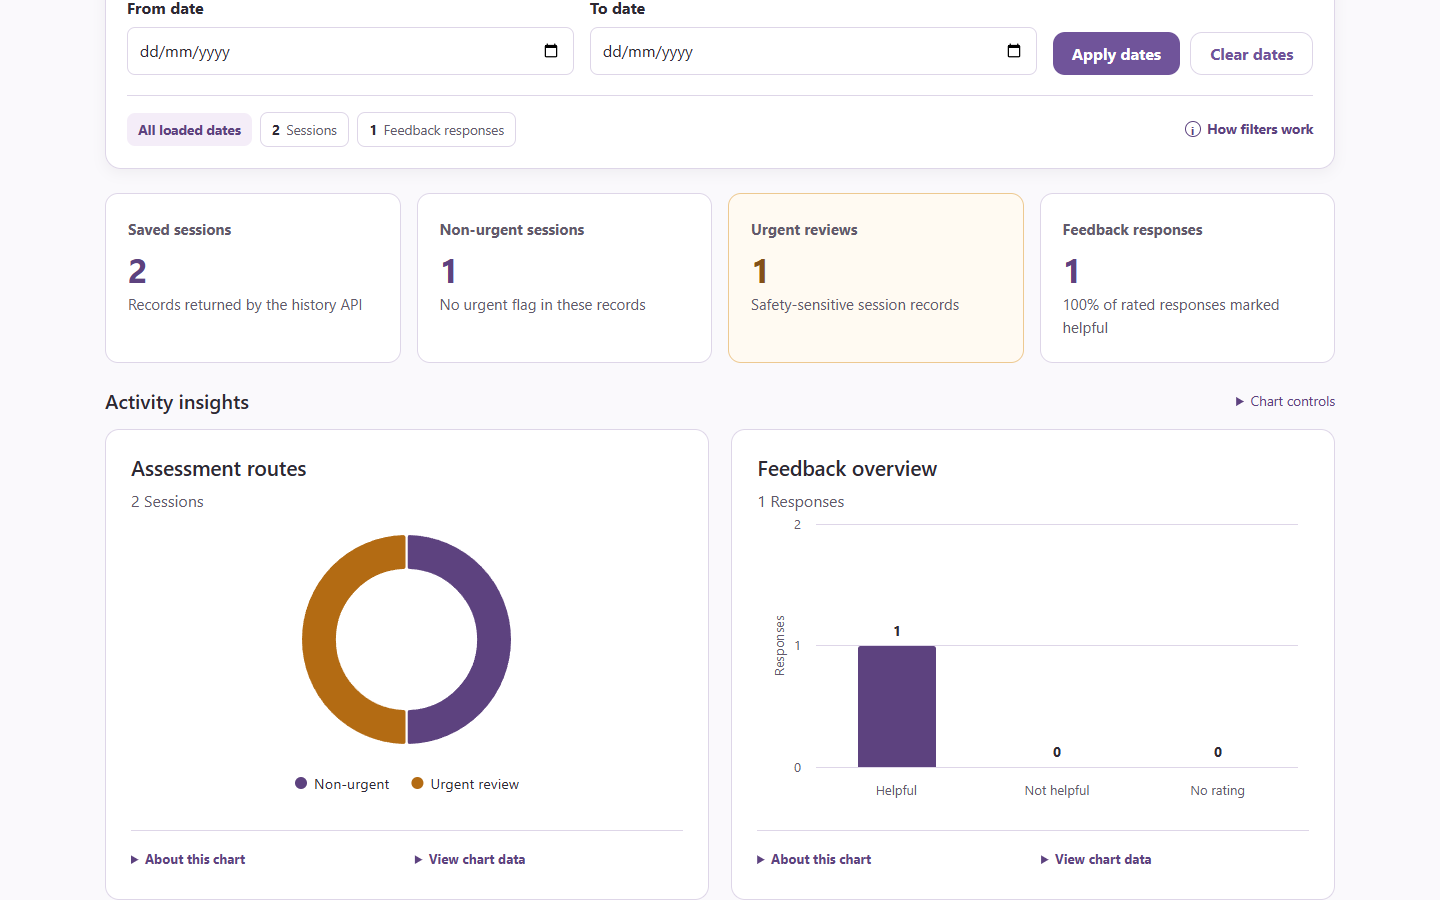 From date
To date
dd/mm/yyyy
dd/mm/yyyy
Apply dates
Clear dates
All loaded dates
2 Sessions
1 Feedback responses
How filters work
Saved sessions
2
Records returned by the history API
Non-urgent sessions
1
No urgent flag in these records
Urgent reviews
1
Safety-sensitive session records
Feedback responses
1
100% of rated responses marked
helpful
Activity insights
Chart controls
Assessment routes
2 Sessions
Non-urgent
Urgent review
About this chart
View chart data
Feedback overview
1 Responses
2
1
0
Responses
1
0
0
Helpful
Not helpful
No rating
About this chart
View chart data